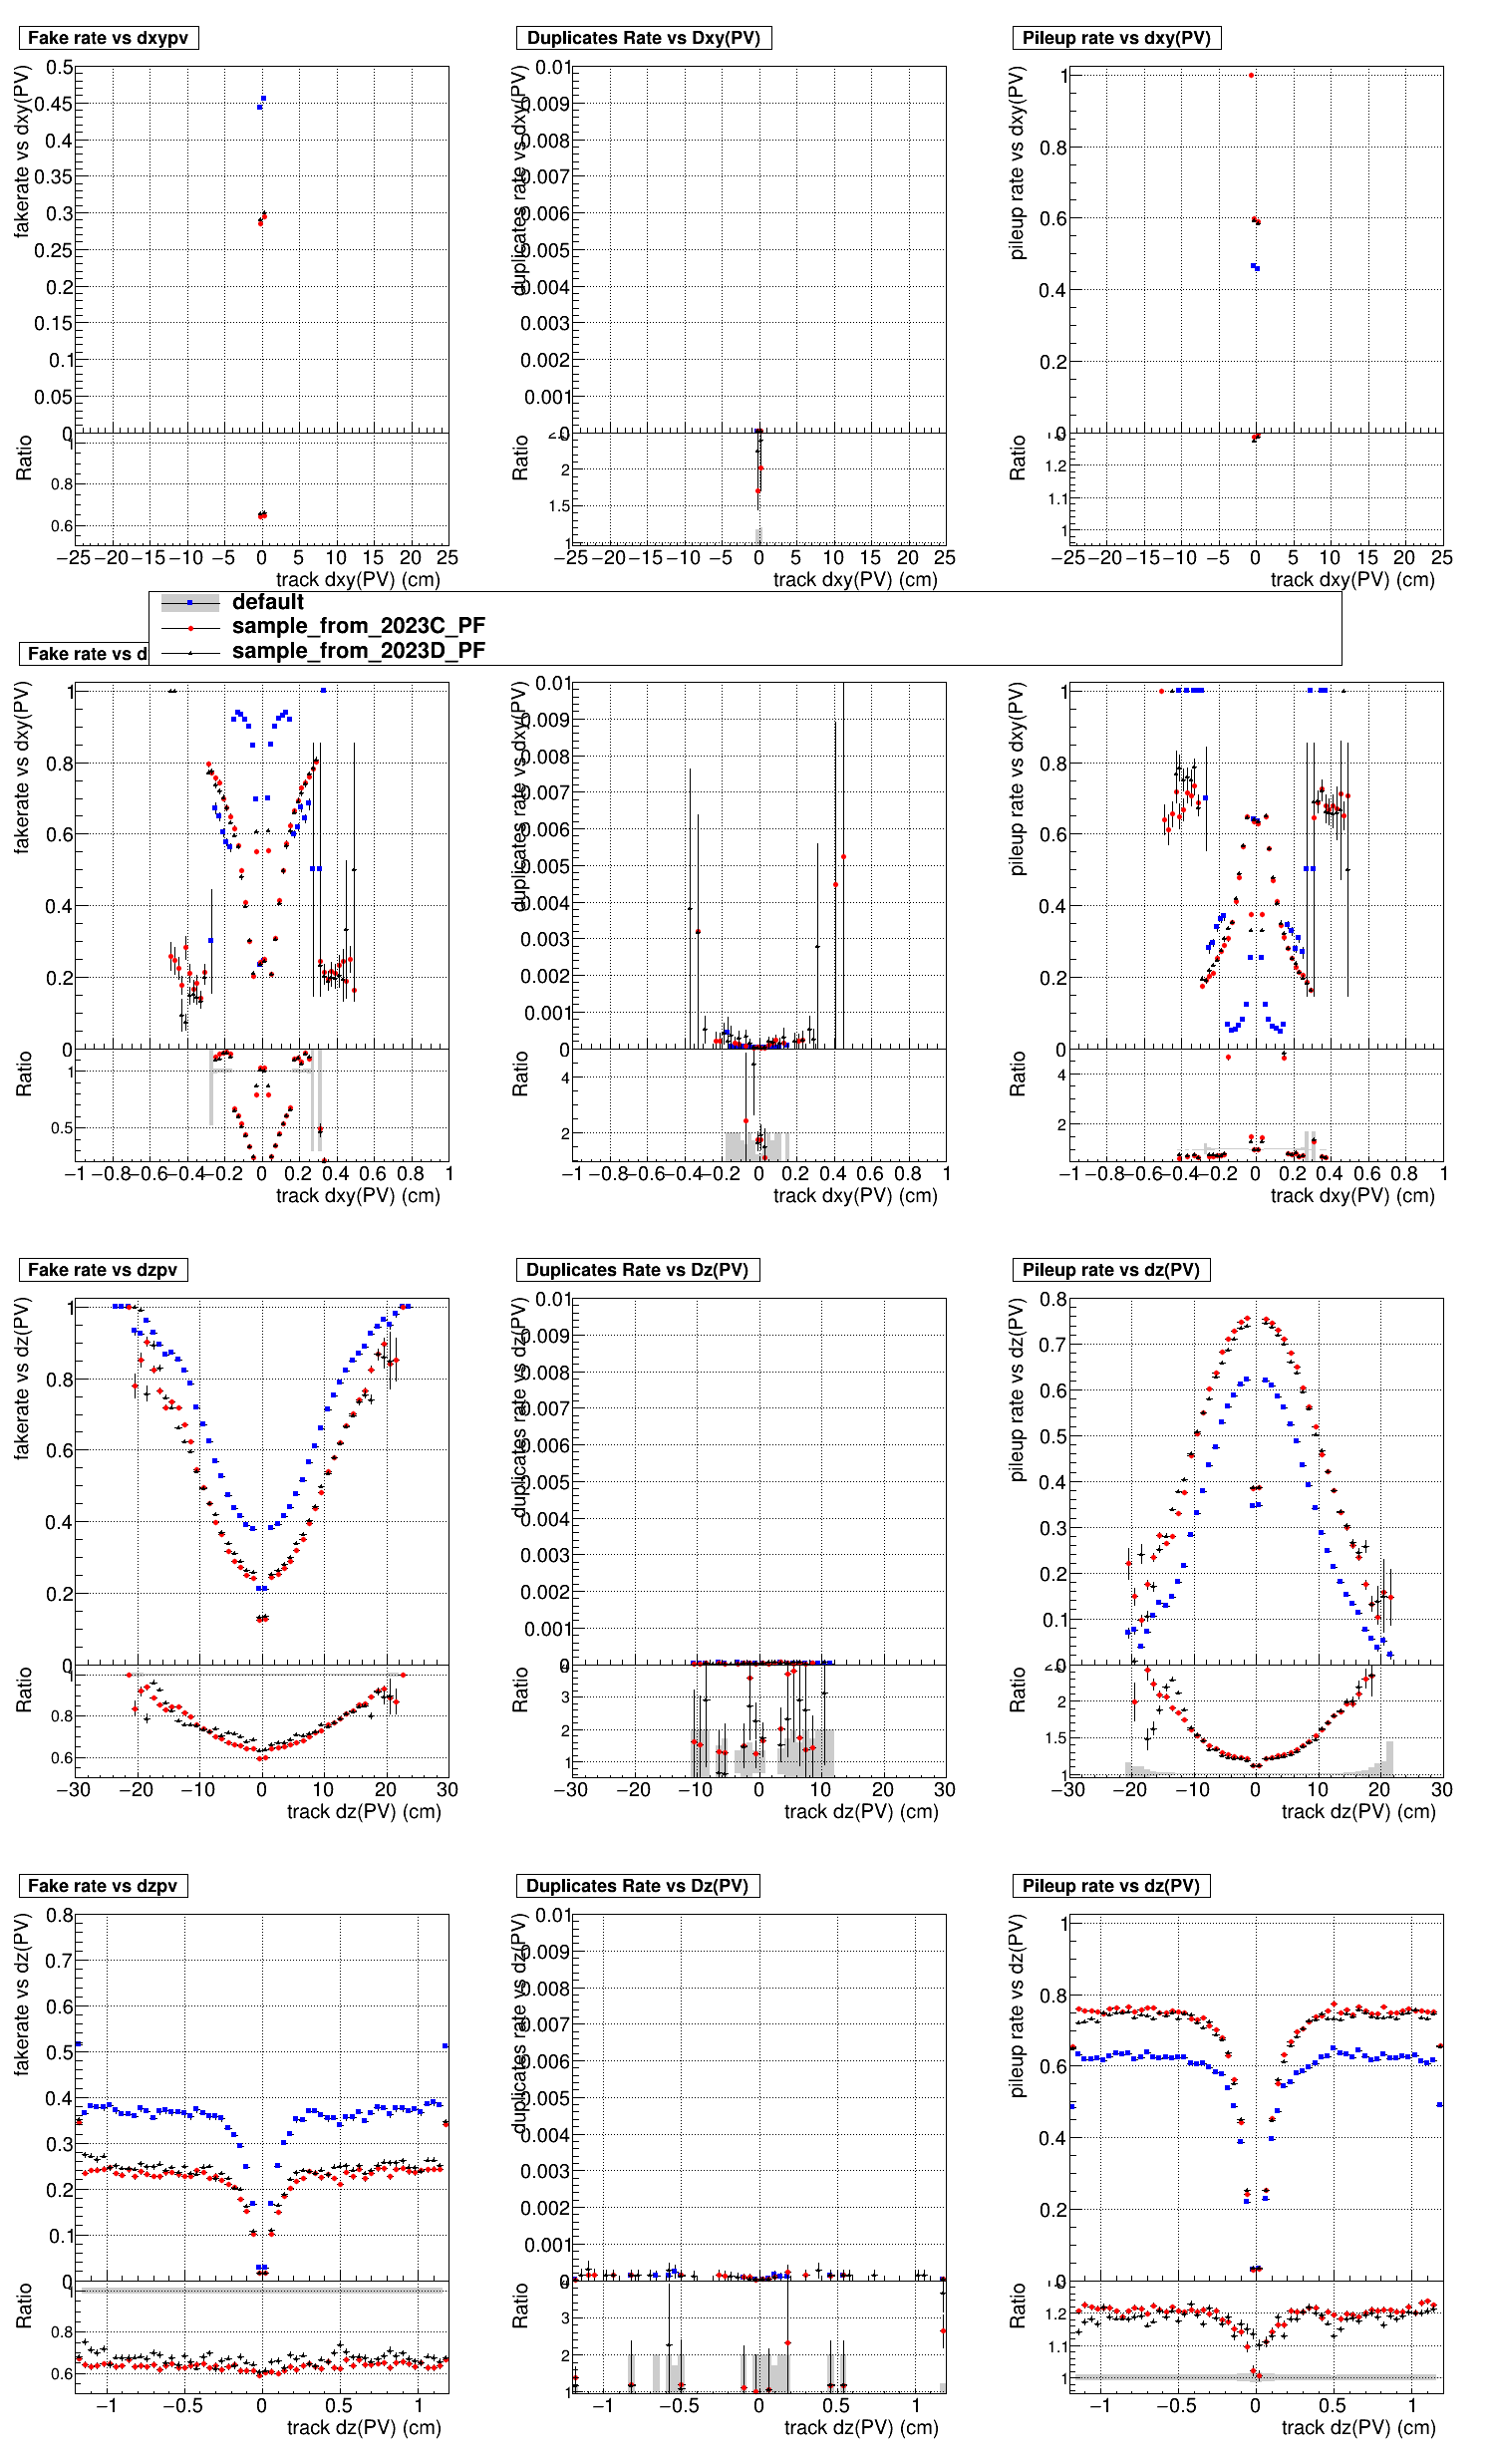 Fake rate vs dxypv
Duplicates Rate vs Dxy(PV)
Pileup rate vs dxy(PV)
fakerate vs dxy(PV)
0.5
0.45
0.4
0.35
0.3
0.25
0.2
0.15
0.1
0.05
0
duplicates rate vs dxy(PV)
0.01
0.009
0.008
0.007
0.006
0.005
0.004
0.003
0.002
0.001
0
pileup rate vs dxy(PV)
1
0.8
0.6
0.4
0.2
0
Ratio
1
0.8
0.6
Ratio
2
1.5
1
Ratio
1.2
1.1
1
−25 −20 −15 −10 −5 0 5 10 15 20 25
−25 −20 −15 −10 −5 0 5 10 15 20 25
−25 −20 −15 −10 −5 0 5 10 15 20 25
track dxy(PV) (cm)
track dxy(PV) (cm)
track dxy(PV) (cm)
default
sample_from_2023C_PF
sample_from_2023D_PF
Fake rate vs d
fakerate vs dxy(PV)
1
0.8
0.6
0.4
0.2
0
duplicates rate vs dxy(PV)
0.01
0.009
0.008
0.007
0.006
0.005
0.004
0.003
0.002
0.001
0
pileup rate vs dxy(PV)
1
0.8
0.6
0.4
0.2
0
Ratio
1
0.5
Ratio
4
2
Ratio
4
2
−1 −0.8 −0.6 −0.4 −0.2 0 0.2 0.4 0.6 0.8 1
−1 −0.8 −0.6 −0.4 −0.2 0 0.2 0.4 0.6 0.8 1
−1 −0.8 −0.6 −0.4 −0.2 0 0.2 0.4 0.6 0.8 1
track dxy(PV) (cm)
track dxy(PV) (cm)
track dxy(PV) (cm)
Fake rate vs dzpv
Duplicates Rate vs Dz(PV)
Pileup rate vs dz(PV)
fakerate vs dz(PV)
1
0.8
0.6
0.4
0.2
0
duplicates rate vs dz(PV)
0.01
0.009
0.008
0.007
0.006
0.005
0.004
0.003
0.002
0.001
0
pileup rate vs dz(PV)
0.8
0.7
0.6
0.5
0.4
0.3
0.2
0.1
0
Ratio
1
0.8
0.6
Ratio
3
2
1
Ratio
2
1.5
1
−30 −20 −10 0 10 20 30
−30 −20 −10 0 10 20 30
−30 −20 −10 0 10 20 30
track dz(PV) (cm)
track dz(PV) (cm)
track dz(PV) (cm)
Fake rate vs dzpv
Duplicates Rate vs Dz(PV)
Pileup rate vs dz(PV)
fakerate vs dz(PV)
0.8
0.7
0.6
0.5
0.4
0.3
0.2
0.1
0
duplicates rate vs dz(PV)
0.01
0.009
0.008
0.007
0.006
0.005
0.004
0.003
0.002
0.001
0
pileup rate vs dz(PV)
1
0.8
0.6
0.4
0.2
0
Ratio
1
0.8
0.6
Ratio
3
2
1
Ratio
1.2
1.1
1
−1 −0.5 0 0.5 1
−1 −0.5 0 0.5 1
−1 −0.5 0 0.5 1
track dz(PV) (cm)
track dz(PV) (cm)
track dz(PV) (cm)